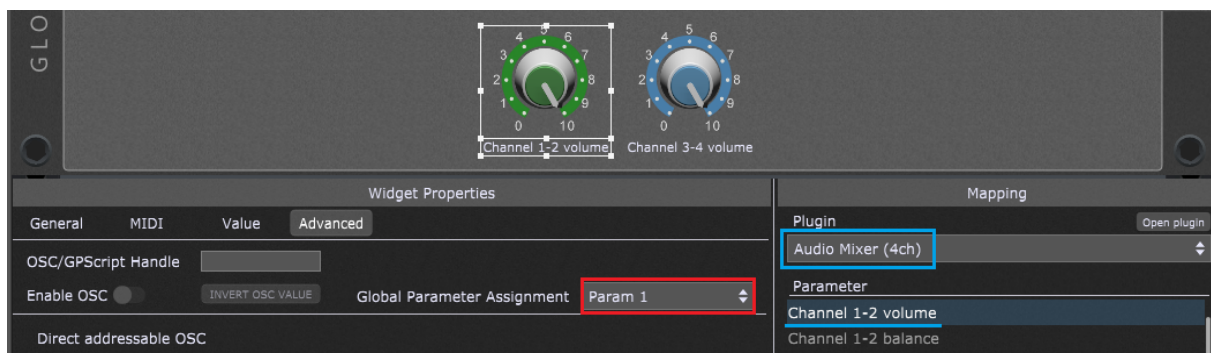 GLO
0 1 2 3 4 5 6 7 8 9 10
0 1 2 3 4 5 6 7 8 9 10
Channel 1-2 volume
Channel 3-4 volume
Widget Properties
Mapping
General MIDI Value Advanced
Plugin
Open plugin
Audio Mixer (4ch)
OSC/GPScript Handle
Enable OSC
INVERT OSC VALUE
Global Parameter Assignment
Param 1
Parameter
Channel 1-2 volume
Channel 1-2 balance
Direct addressable OSC